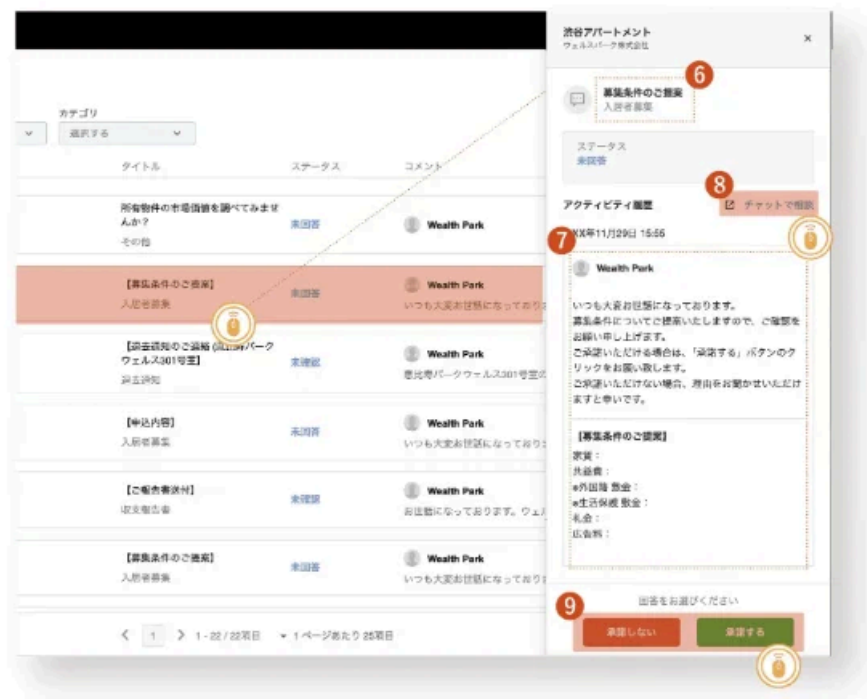 渋谷アパートメント
ウェルスパーク株式会社
×
6
募集条件のご提案
入居者募集
ステータス
未回答
8
アクティビティ履歴
チャットで相談
XX年11月29日 15:55
7
Wealth Park
いつも大変お世話になっております。
募集条件についてご提案いたしますので、ご確認を
お願い申し上げます。
ご承諾いただける場合は、「承諾する」ボタンのク
リックをお願い致します。
ご承諾いただけない場合、理由をお聞かせいただけ
ますと幸いです。
【募集条件のご提案】
家賃：
共益費：
※外国籍 敷金：
※生活保護 敷金：
礼金：
広告料：
9
回答をお選びください
承諾しない
承諾する
カテゴリ
選択する
タイトル ステータス コメント
所有物件の市場価値を調べてみませ
んか？
その他
未回答
Wealth Park
【募集条件のご提案】
入居者募集
未回答
Wealth Park
いつも大変お世話になっており
【退去通知のご連絡
パーク
ウェルス301号室】
退去通知
未確認
Wealth Park
恵比寿パークウェルス301号室の
【申込内容】
入居者募集
未回答
Wealth Park
いつも大変お世話になっており
【ご報告書送付】
収支報告書
未確認
Wealth Park
お世話になっております。ウェル
【募集条件のご提案】
入居者募集
未回答
Wealth Park
いつも大変お世話になっており
1 1 - 22 / 22項目 1 ページあたり 25項目